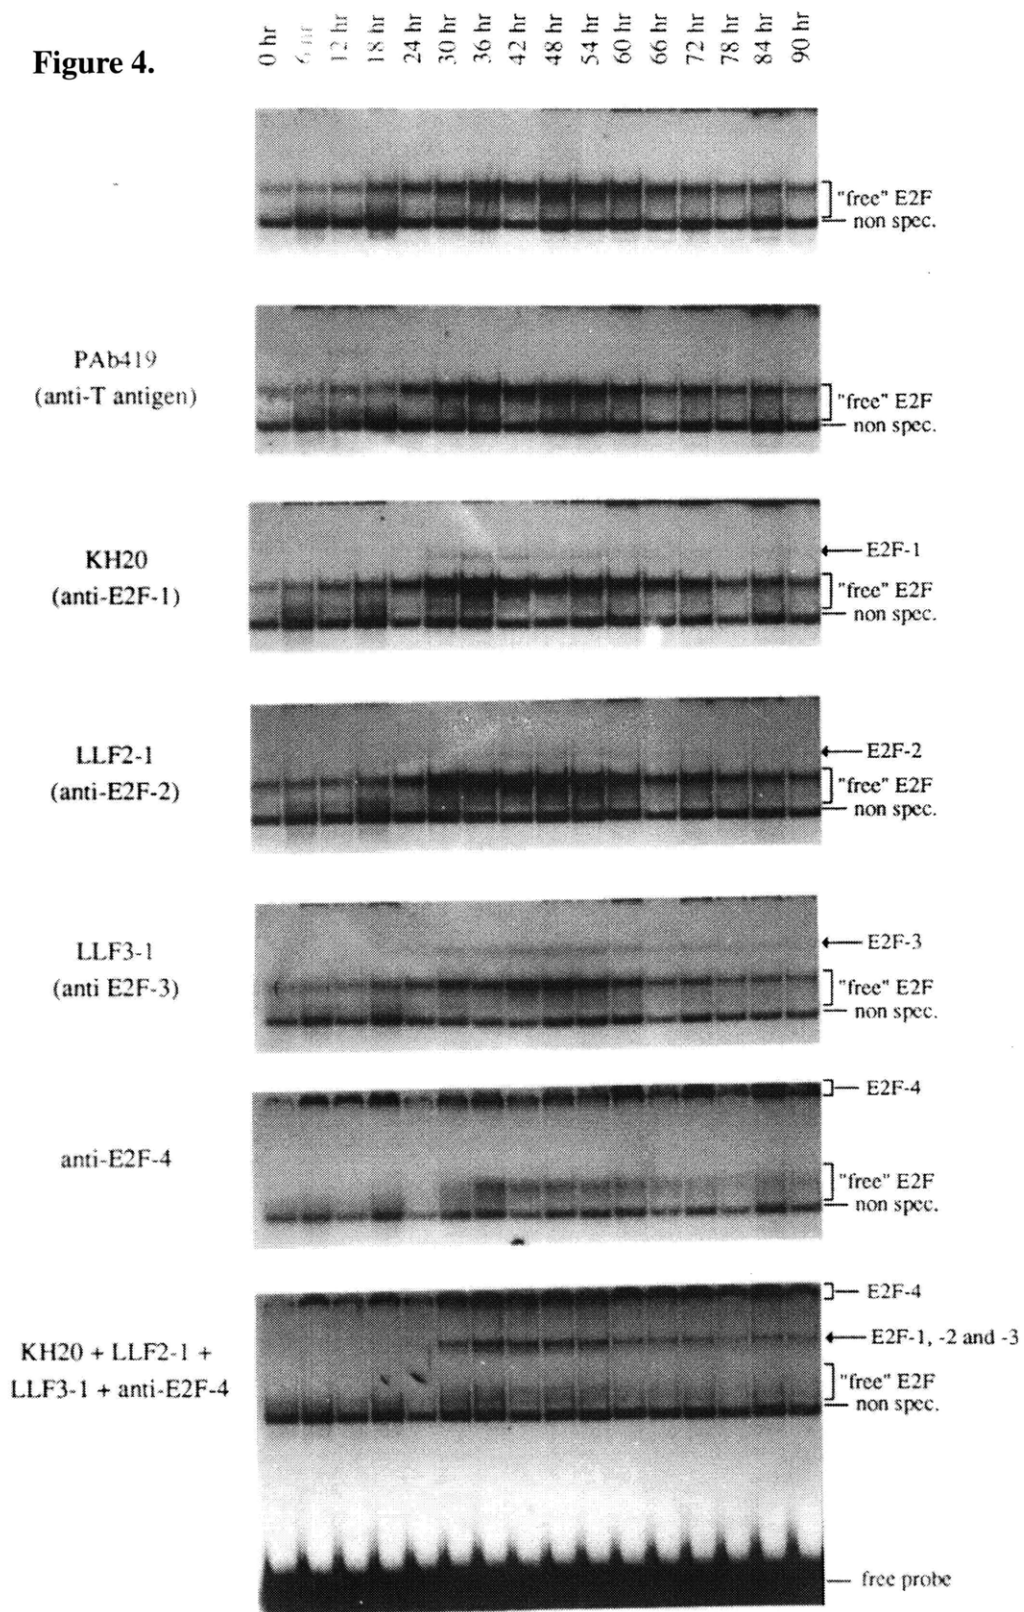 Figure 4.
0 hr 6 hr 12 hr 18 hr 24 hr 30 hr 36 hr 42 hr 48 hr 54 hr 60 hr 66 hr 72 hr 78 hr 84 hr 90 hr
"free" E2F
non spec.
PAb419
(anti-T antigen)
"free" E2F
non spec.
KH20
(anti-E2F-1)
E2F-1
"free" E2F
non spec.
LLF2-1
(anti-E2F-2)
E2F-2
"free" E2F
non spec.
LLF3-1
(anti E2F-3)
E2F-3
"free" E2F
non spec.
anti-E2F-4
E2F-4
"free" E2F
non spec.
KH20 + LLF2-1 +
LLF3-1 + anti-E2F-4
E2F-4
E2F-1, -2 and -3
"free" E2F
non spec.
free probe